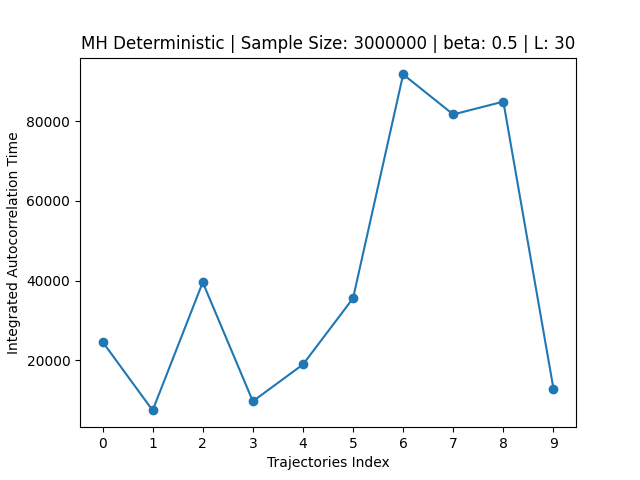 MH Deterministic | Sample Size: 3000000 | beta: 0.5 | L: 30
Integrated Autocorrelation Time
80000
60000
40000
20000
0 1 2 3 4 5 6 7 8 9
Trajectories Index